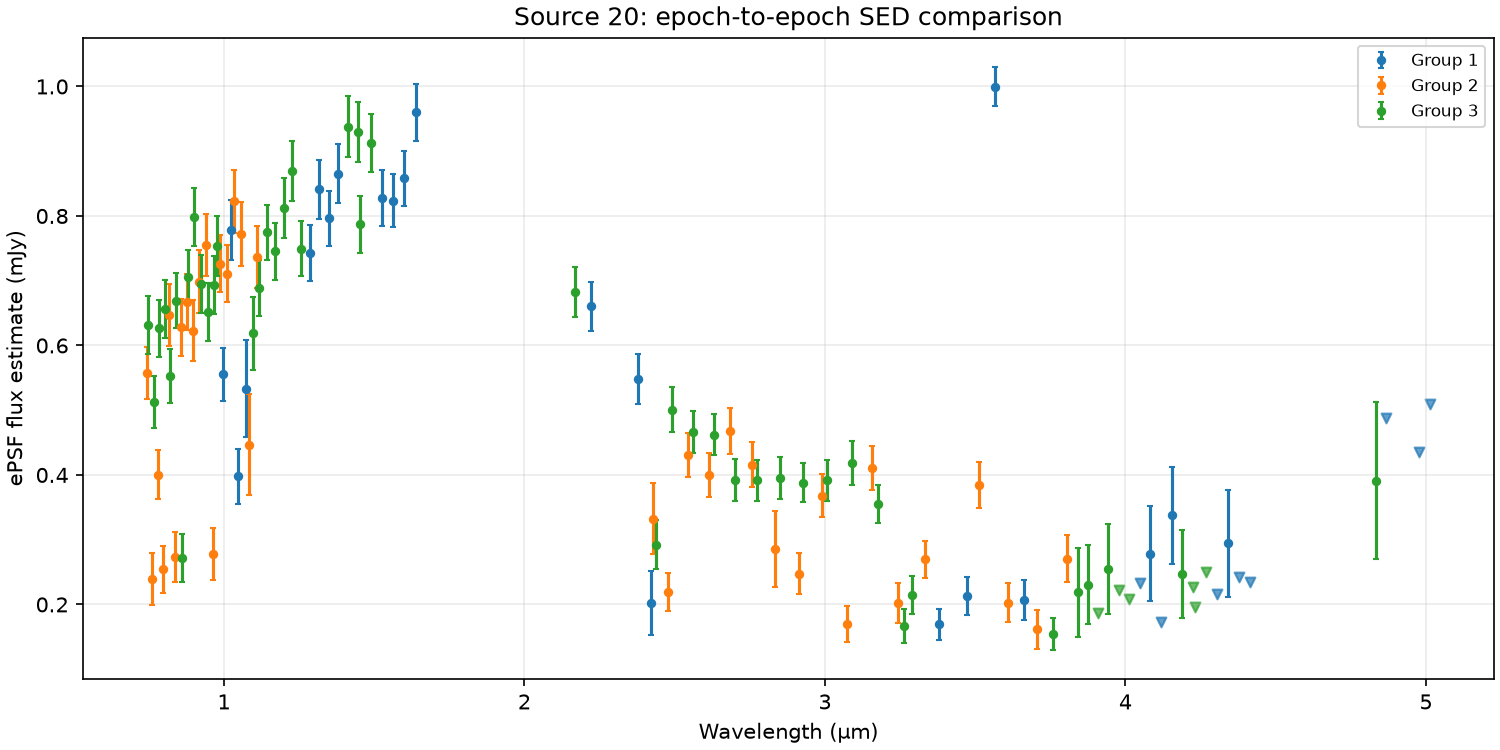 Source 20: epoch-to-epoch SED comparison
Group 1
Group 2
Group 3
ePSF flux estimate (mJy)
1.0
0.8
0.6
0.4
0.2
1 2 3 4 5
Wavelength (μm)